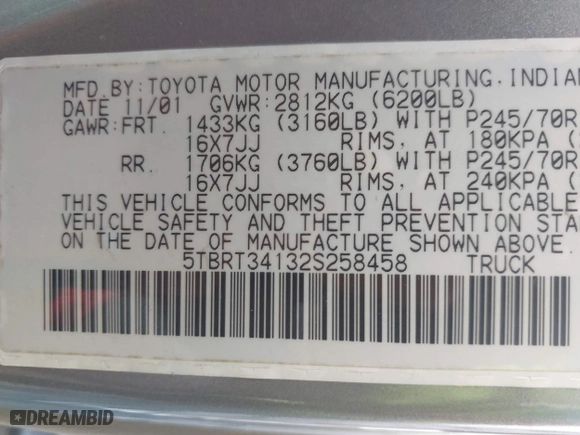 MFD. BY: TOYOTA MOTOR MANUFACTURING, INDIAN
DATE 11/01 GVWR: 2812KG (6200LB)
GAWR: FRT. 1433KG (3160LB) WITH P245/70R
16X7JJ RIMS, AT 180KPA (
RR. 1706KG (3760LB) WITH P245/70R
16X7JJ RIMS, AT 240KPA (
THIS VEHICLE CONFORMS TO ALL APPLICABLE
VEHICLE SAFETY AND THEFT PREVENTION STA
ON THE DATE OF MANUFACTURE SHOWN ABOVE.
5TBRT34132S258458 TRUCK
DREAMBID